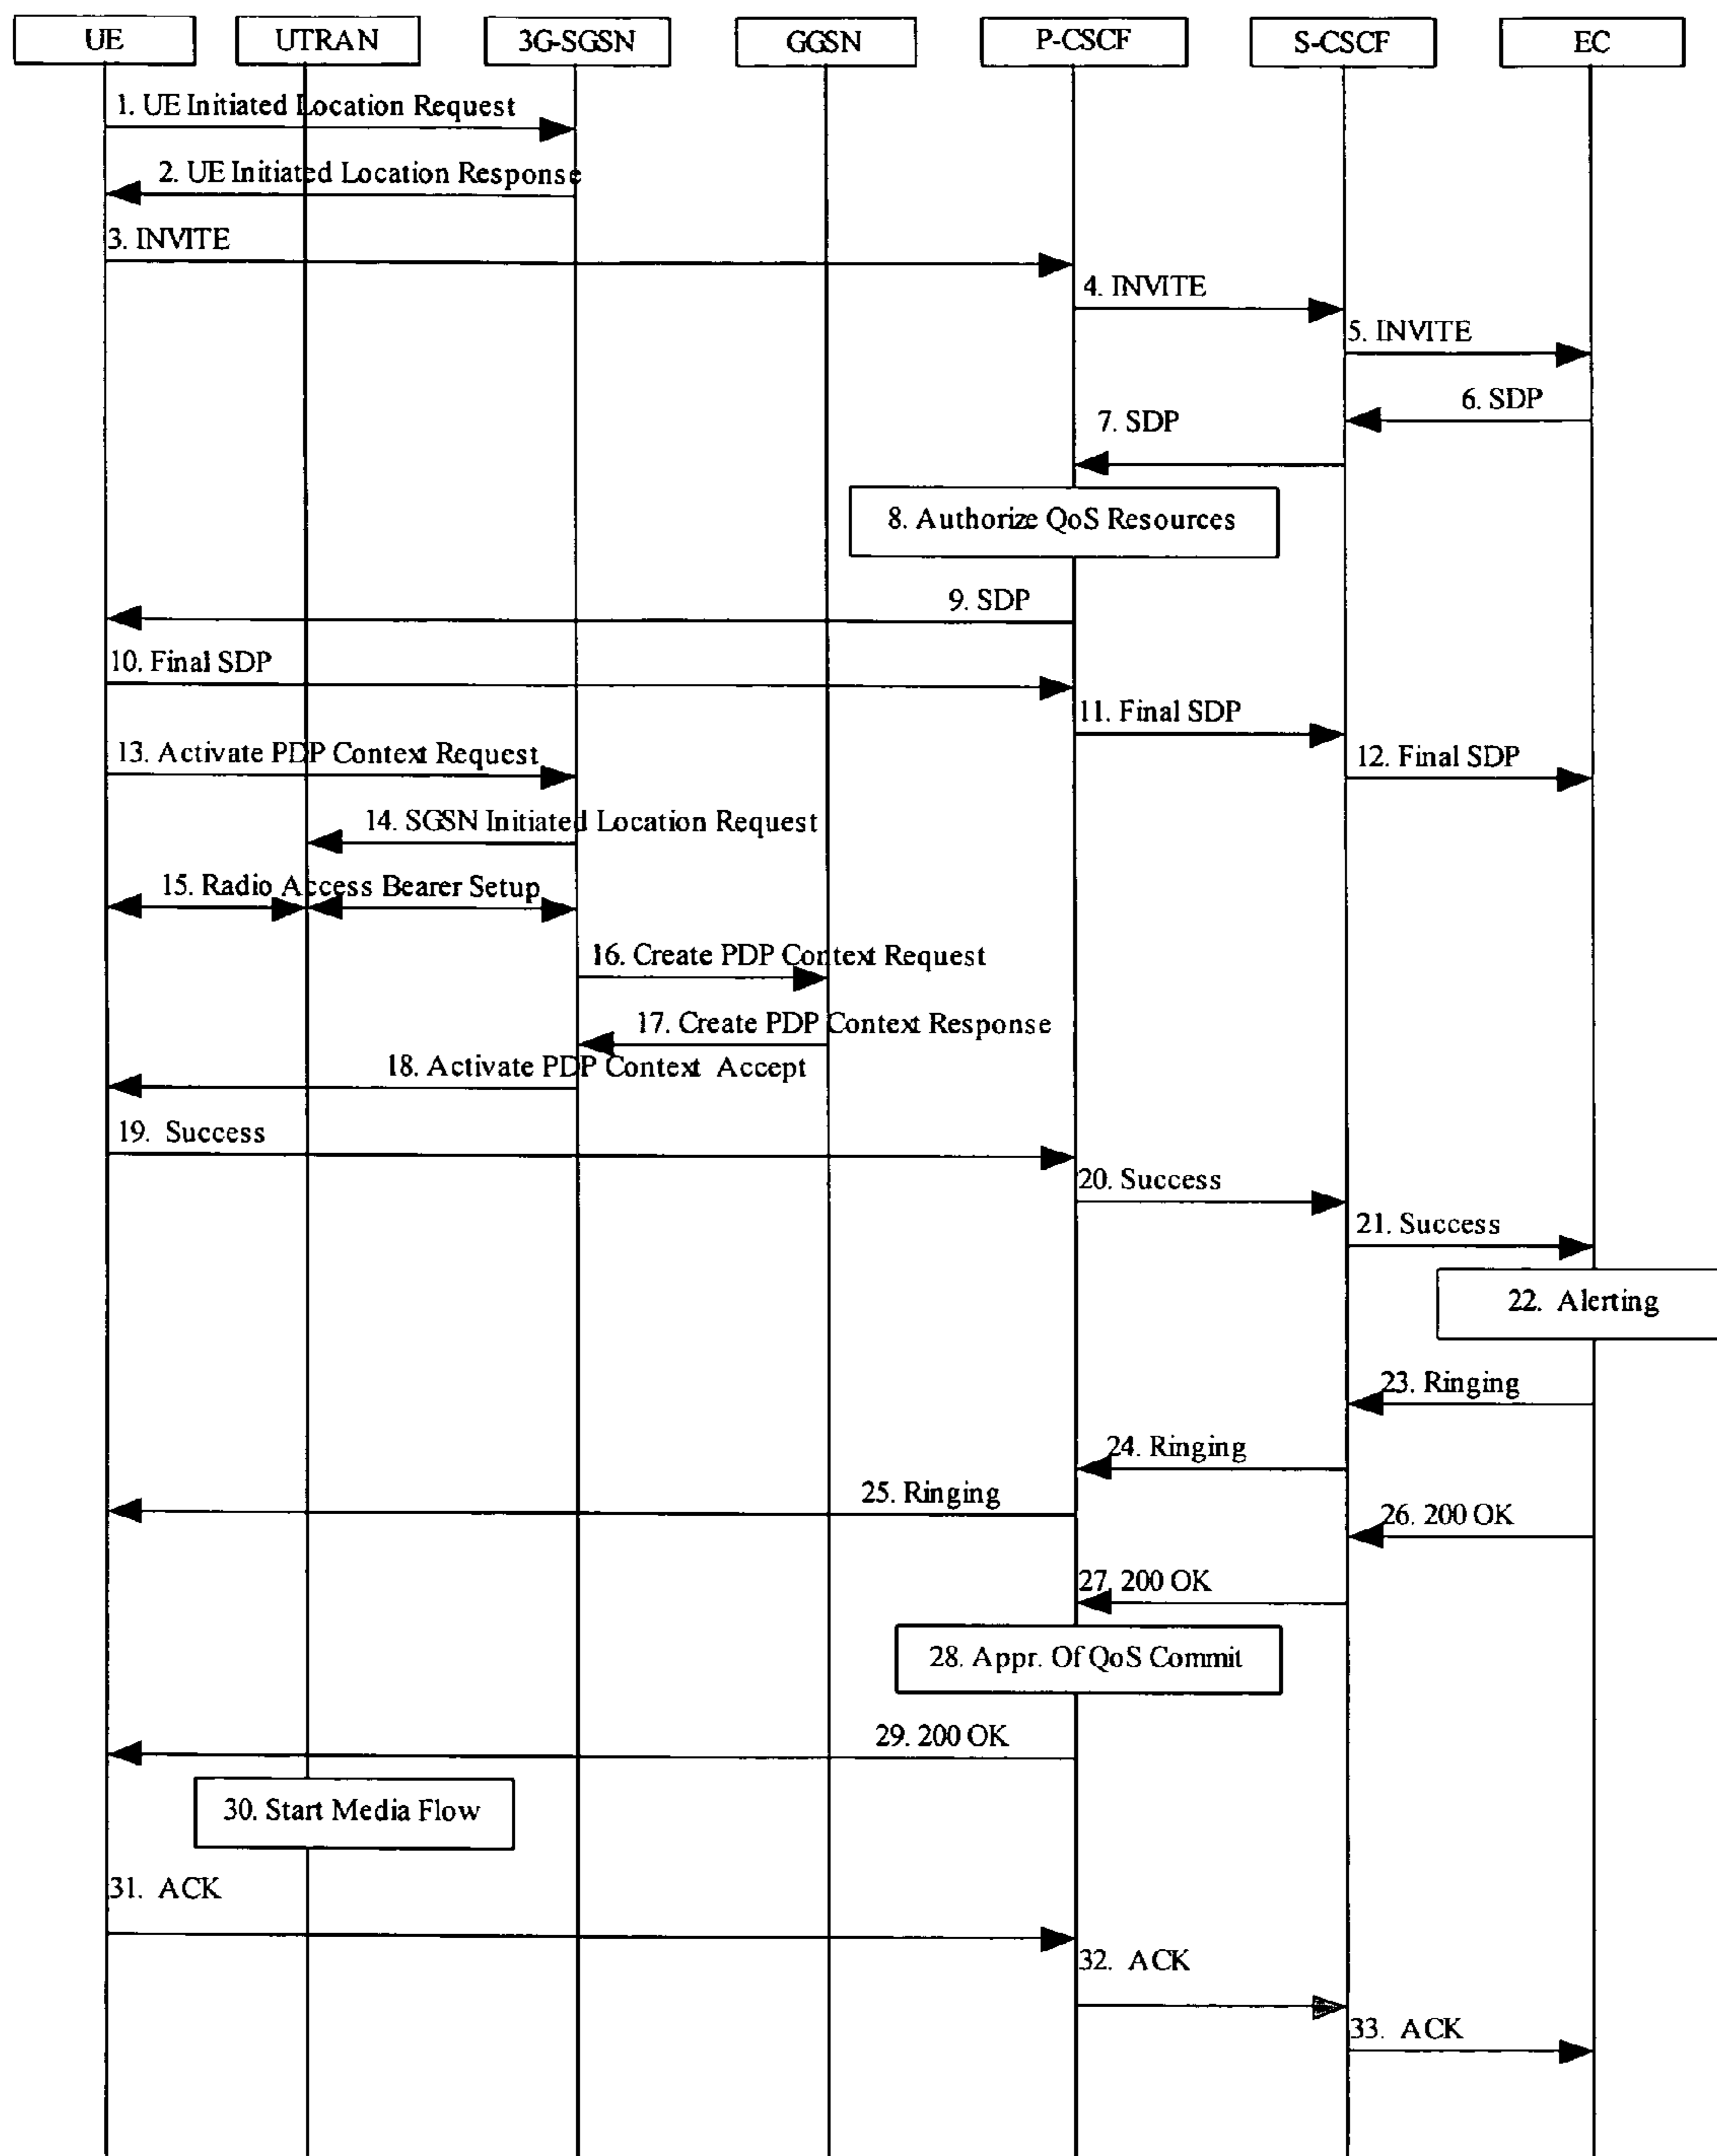 UE UTRAN 3G-SGSN GGSN P-CSCF S-CSCF EC
1. UE Initiated Location Request
2. UE Initiated Location Response
3. INVITE
4. INVITE
5. INVITE
6. SDP
7. SDP
8. Authorize QoS Resources
9. SDP
10. Final SDP
11. Final SDP
12. Final SDP
13. Activate PDP Context Request
14. SGSN Initiated Location Request
15. Radio Access Bearer Setup
16. Create PDP Context Request
17. Create PDP Context Response
18. Activate PDP Context Accept
19. Success
20. Success
21. Success
22. Alerting
23. Ringing
24. Ringing
25. Ringing
26. 200 OK
27. 200 OK
28. Appr. Of QoS Commit
29. 200 OK
30. Start Media Flow
31. ACK
32. ACK
33. ACK